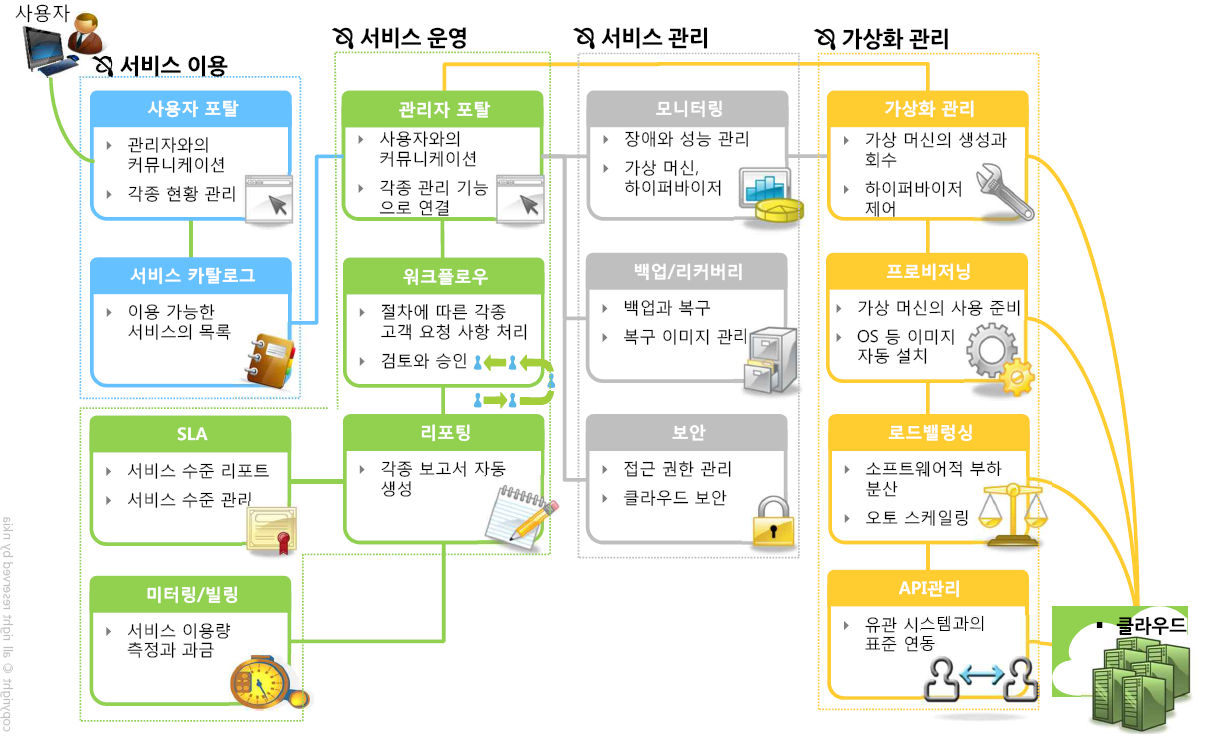 사용자
서비스 이용
사용자 포탈
관리자와의
커뮤니케이션
각종 현황 관리
서비스 카탈로그
이용 가능한
서비스의 목록
SLA
서비스 수준 리포트
서비스 수준 관리
미터링/빌링
서비스 이용량
측정과 과금
서비스 운영
관리자 포탈
사용자와의
커뮤니케이션
각종 관리 기능
으로 연결
워크플로우
절차에 따른 각종
고객 요청 사항 처리
검토와 승인
리포팅
각종 보고서 자동
생성
서비스 관리
모니터링
장애와 성능 관리
가상 머신,
하이퍼바이저
백업/리커버리
백업과 복구
복구 이미지 관리
보안
접근 권한 관리
클라우드 보안
가상화 관리
가상화 관리
가상 머신의 생성과
회수
하이퍼바이저
제어
프로비저닝
가상 머신의 사용 준비
OS 등 이미지
자동 설치
로드밸렁싱
소프트웨어적 부하
분산
오토 스케일링
API관리
유관 시스템과의
표준 연동
클라우드
copyright © all right reserved by